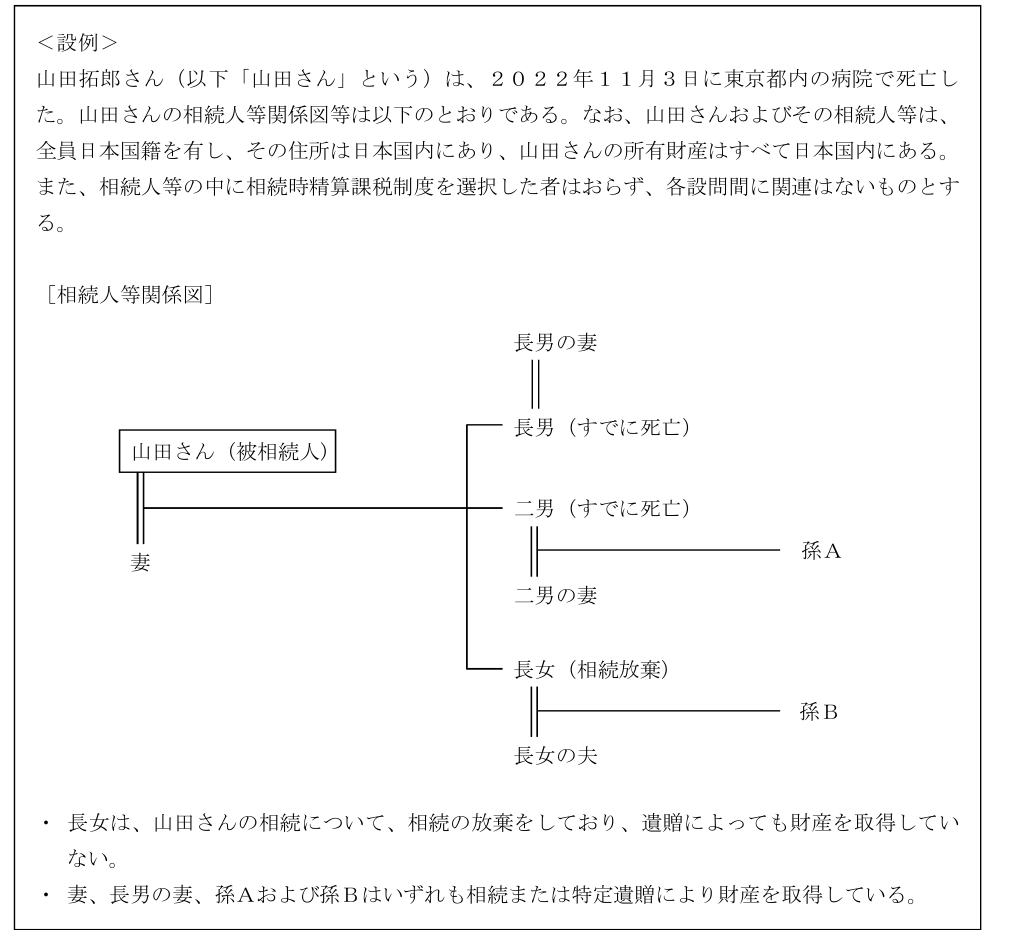 ＜設例＞
山田拓郎さん（以下「山田さん」という）は、２０２２年１１月３日に東京都内の病院で死亡し
た。山田さんの相続人等関係図等は以下のとおりである。なお、山田さんおよびその相続人等は、
全員日本国籍を有し、その住所は日本国内にあり、山田さんの所有財産はすべて日本国内にある。
また、相続人等の中に相続時精算課税制度を選択した者はおらず、各設問間に関連はないものとす
る。
［相続人等関係図］
長男の妻
長男（すでに死亡）
山田さん（被相続人）
二男（すでに死亡）
孫Ａ
妻
二男の妻
長女（相続放棄）
孫Ｂ
長女の夫
・ 長女は、山田さんの相続について、相続の放棄をしており、遺贈によっても財産を取得してい
ない。
・ 妻、長男の妻、孫Ａおよび孫Ｂはいずれも相続または特定遺贈により財産を取得している。